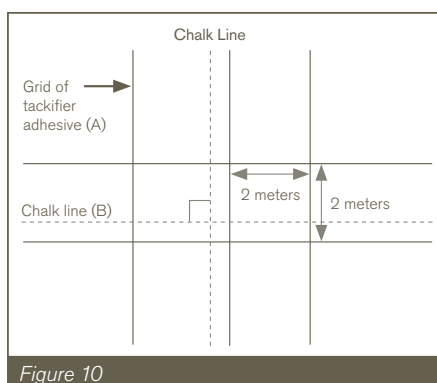 Chalk Line
Grid of
tackifier
adhesive (A)
2 meters
2 meters
Chalk line (B)
Figure 10